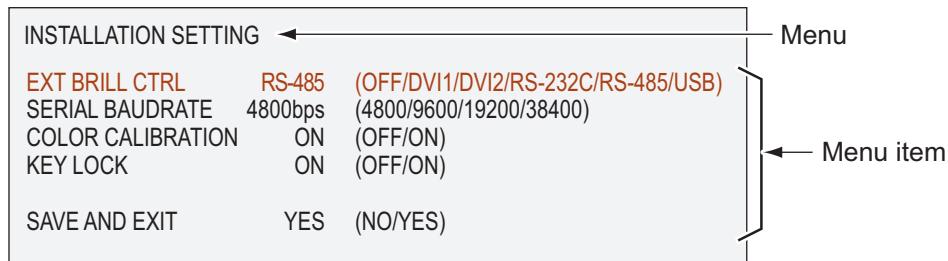 INSTALLATION SETTING
Menu
EXT BRILL CTRL RS-485 (OFF/DVI1/DVI2/RS-232C/RS-485/USB)
SERIAL BAUDRATE 4800bps (4800/9600/19200/38400)
COLOR CALIBRATION ON (OFF/ON)
KEY LOCK ON (OFF/ON)
Menu item
SAVE AND EXIT YES (NO/YES)